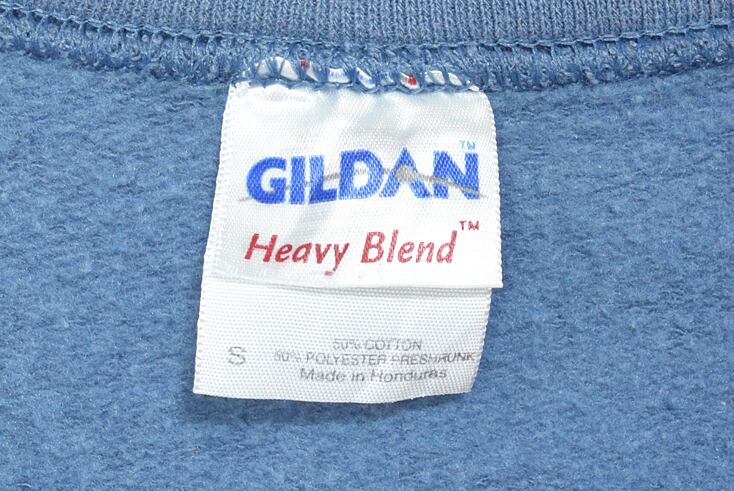 GILDAN™
Heavy Blend™
S
50% COTTON
50% POLYESTER PRESHRUNK
Made in Honduras